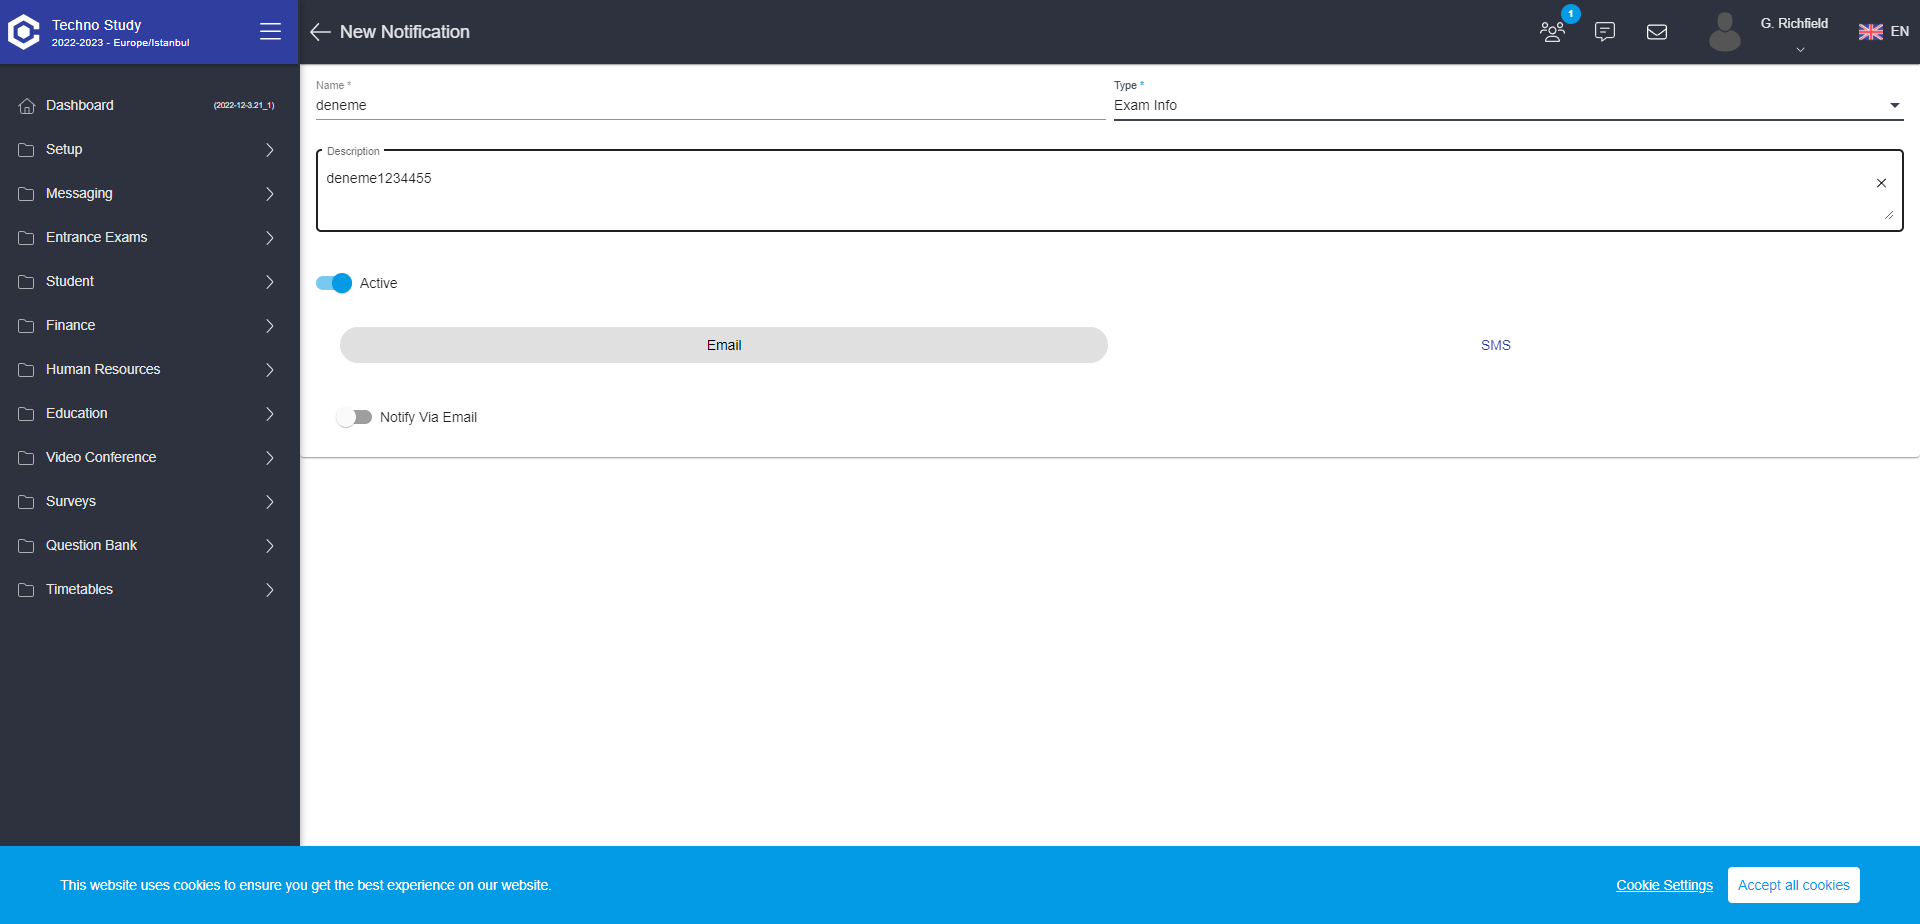 Techno Study
2022-2023 - Europe/Istanbul
New Notification
1
G. Richfield
EN
Dashboard
(2022-12-3.21_1)
Setup
Messaging
Entrance Exams
Student
Finance
Human Resources
Education
Video Conference
Surveys
Question Bank
Timetables
Name *
deneme
Type *
Exam Info
Description
deneme1234455
Active
Email
SMS
Notify Via Email
This website uses cookies to ensure you get the best experience on our website.
Cookie Settings
Accept all cookies